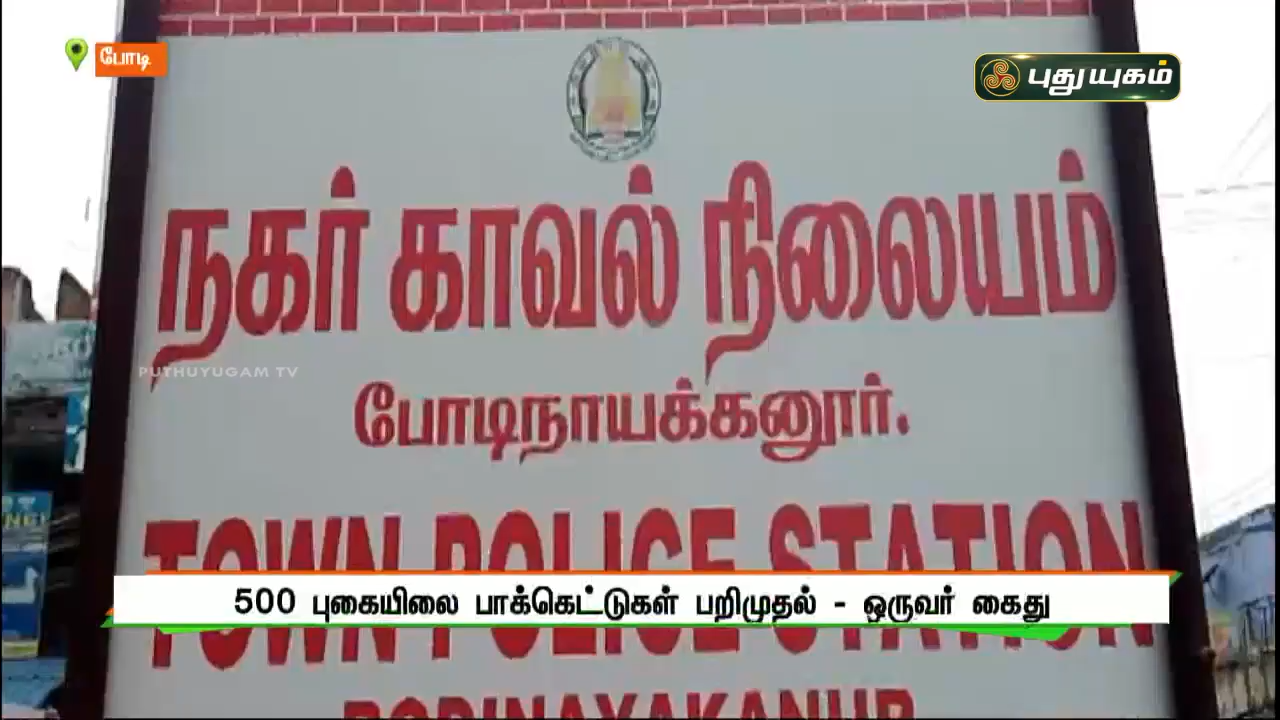 போடி
புதுயுகம்
நகர் காவல் நிலையம்
PUTHUYUGAM TV
போடிநாயக்கனூர்.
TOWN POLICE STATION
500 புகையிலை பாக்கெட்டுகள் பறிமுதல் - ஒருவர் கைது
BODINAYAKANUR